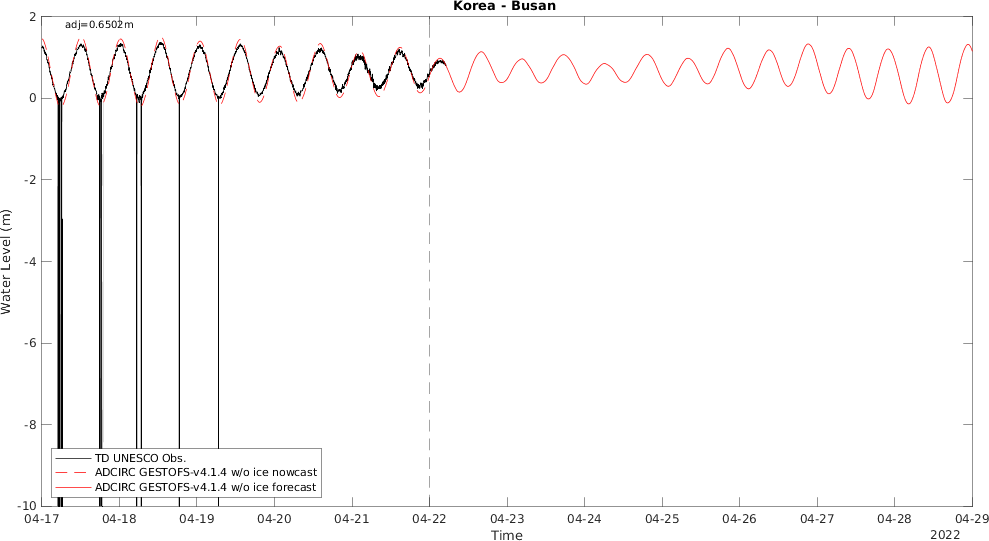 Korea - Busan
adj=0.6502m
2
0
-2
-4
-6
-8
-10
Water Level (m)
TD UNESCO Obs.
ADCIRC GESTOFS-v4.1.4 w/o ice nowcast
ADCIRC GESTOFS-v4.1.4 w/o ice forecast
04-17 04-18 04-19 04-20 04-21 04-22 04-23 04-24 04-25 04-26 04-27 04-28 04-29
Time
2022